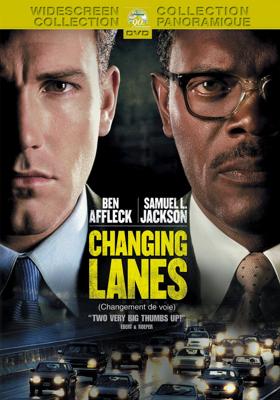 WIDESCREEN COLLECTION
COLLECTION PANORAMIQUE
DVD
BEN AFFLECK
SAMUEL L. JACKSON
CHANGING
LANES
(Changement de voie)
"TWO VERY BIG THUMBS UP!"
EBERT & ROEPER